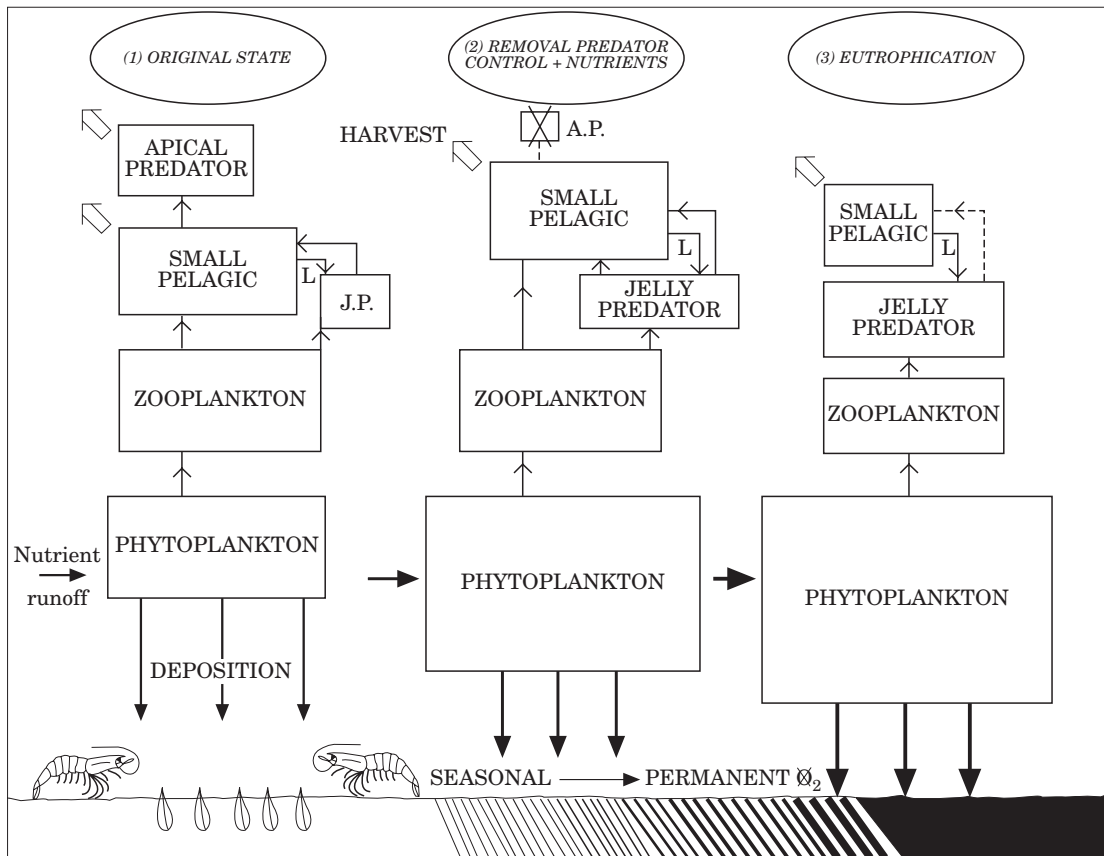 (1) ORIGINAL STATE
(2) REMOVAL PREDATOR
CONTROL + NUTRIENTS
(3) EUTROPHICATION
APICAL
PREDATOR
SMALL
PELAGIC
L
J.P.
ZOOPLANKTON
PHYTOPLANKTON
Nutrient
runoff
DEPOSITION
HARVEST
A.P.
SMALL
PELAGIC
L
JELLY
PREDATOR
ZOOPLANKTON
PHYTOPLANKTON
SEASONAL
PERMANENT O₂
SMALL
PELAGIC
L
JELLY
PREDATOR
ZOOPLANKTON
PHYTOPLANKTON